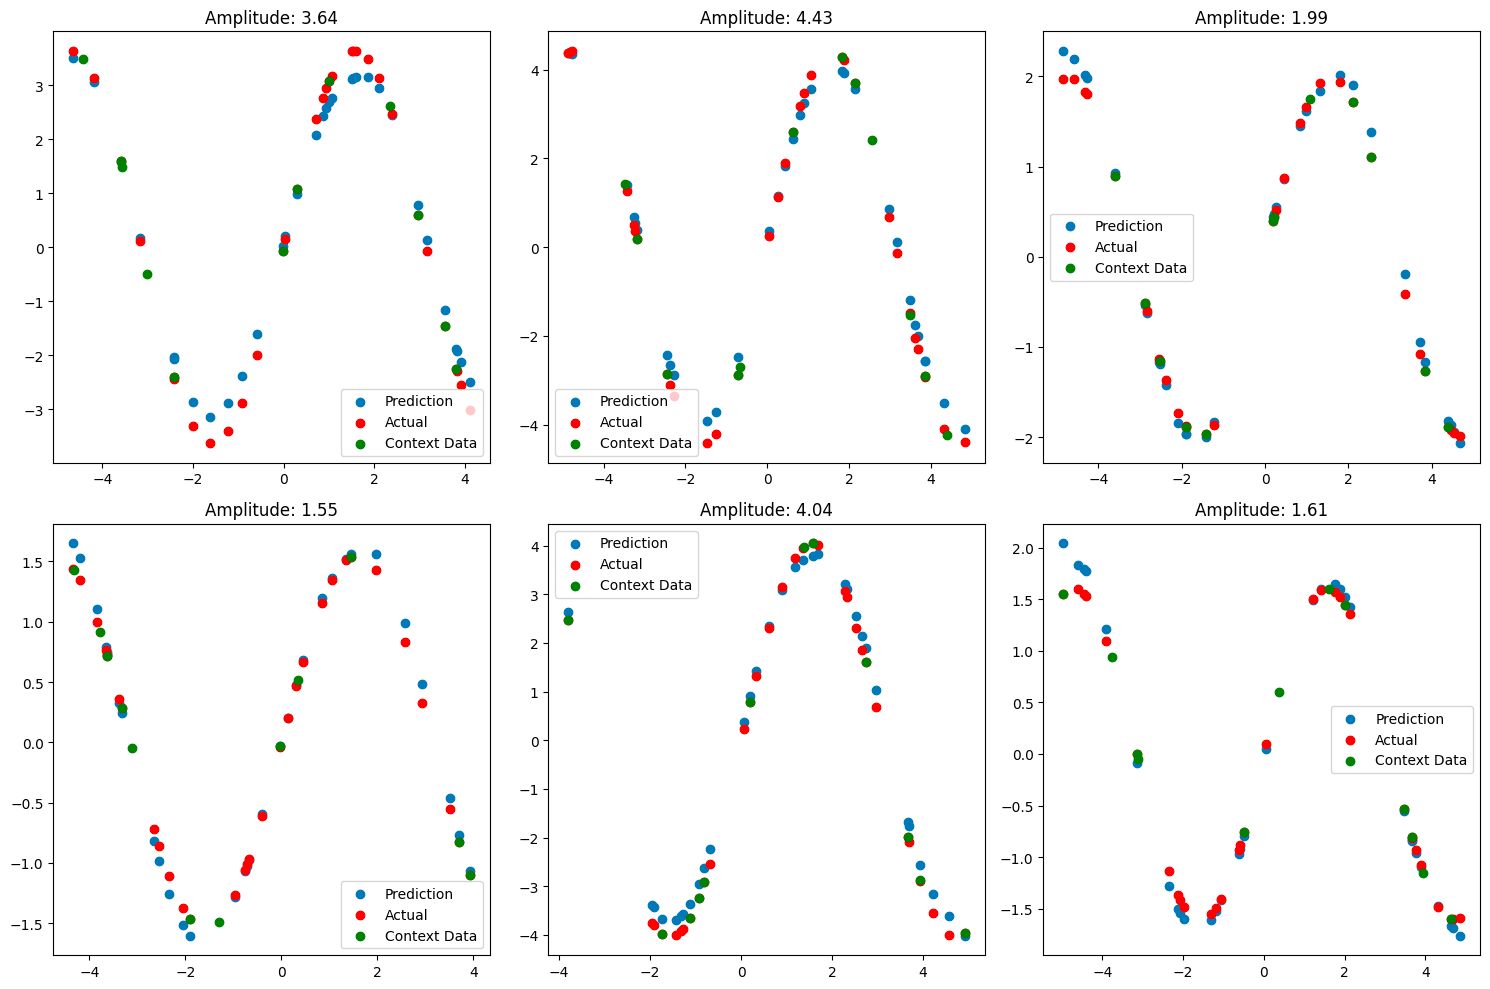 Amplitude: 3.64
3
2
1
0
−1
−2
−3
−4
−2
0
2
4
Prediction
Actual
Context Data
Amplitude: 4.43
4
2
0
−2
−4
−4
−2
0
2
4
Prediction
Actual
Context Data
Amplitude: 1.99
2
1
0
−1
−2
−4
−2
0
2
4
Prediction
Actual
Context Data
Amplitude: 1.55
1.5
1.0
0.5
0.0
−0.5
−1.0
−1.5
−4
−2
0
2
4
Prediction
Actual
Context Data
Amplitude: 4.04
4
3
2
1
0
−1
−2
−3
−4
−4
−2
0
2
4
Prediction
Actual
Context Data
Amplitude: 1.61
2.0
1.5
1.0
0.5
0.0
−0.5
−1.0
−1.5
−4
−2
0
2
4
Prediction
Actual
Context Data